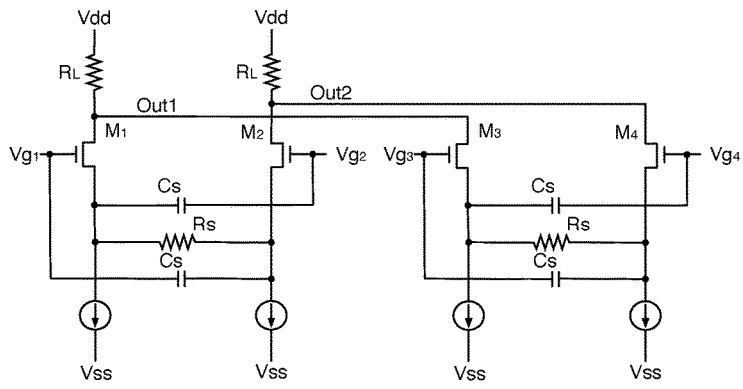 Vdd Vdd
RL RL
Out1 Out2
M1 M2 M3 M4
Vg1 Vg2 Vg3 Vg4
Cs Cs
Rs Rs
Cs Cs
Vss Vss Vss Vss